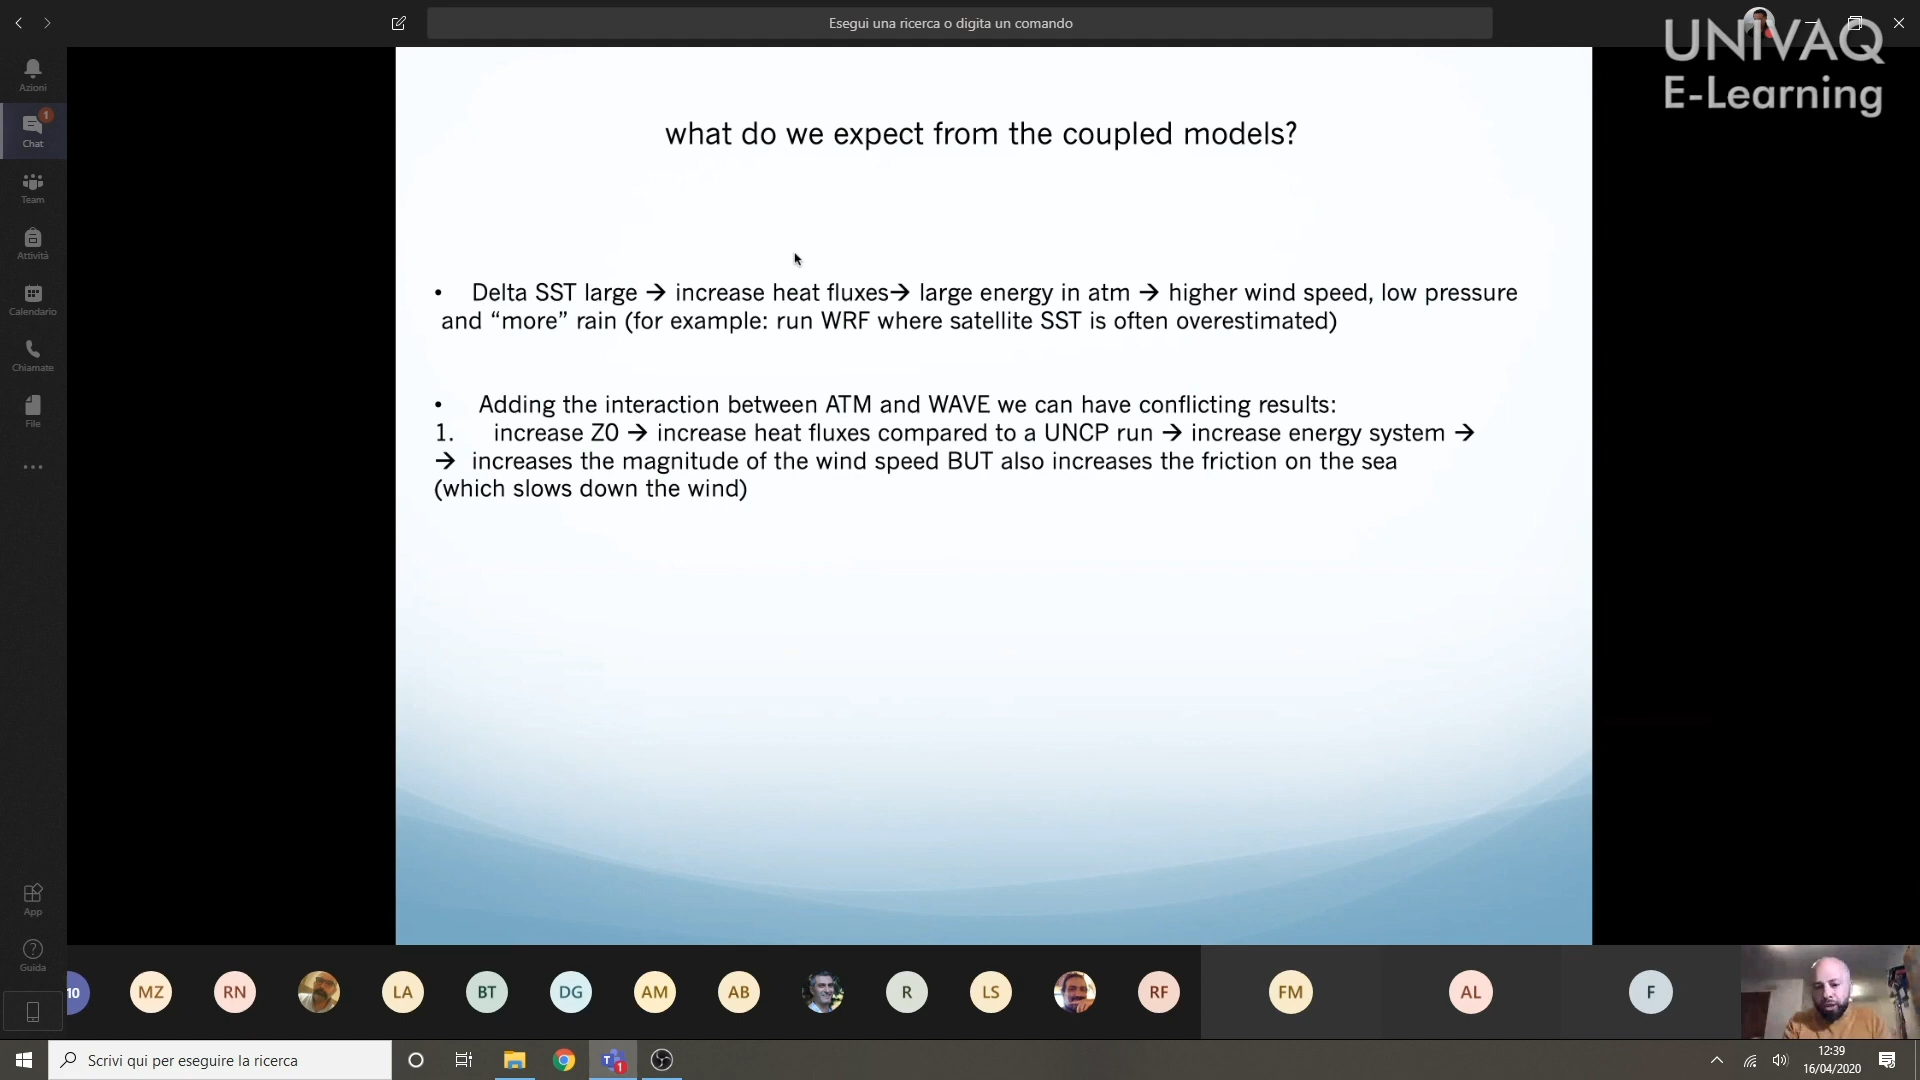 Esegui una ricerca o digita un comando
UNIVAQ
E-Learning
Azioni
1
Chat
Team
Attività
Calendario
Chiamate
File
App
Guida
what do we expect from the coupled models?
• Delta SST large → increase heat fluxes→ large energy in atm → higher wind speed, low pressure
and “more” rain (for example: run WRF where satellite SST is often overestimated)
• Adding the interaction between ATM and WAVE we can have conflicting results:
1. increase Z0 → increase heat fluxes compared to a UNCP run → increase energy system →
→ increases the magnitude of the wind speed BUT also increases the friction on the sea
(which slows down the wind)
10 MZ RN LA BT DG AM AB R LS RF FM AL F
Scrivi qui per eseguire la ricerca
12:39
16/04/2020